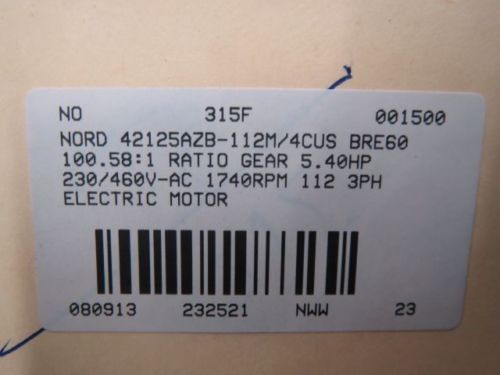 NO 315F 001500
NORD 42125AZB-112M/4CUS BRE60
100.58:1 RATIO GEAR 5.40HP
230/460V-AC 1740RPM 112 3PH
ELECTRIC MOTOR
080913 232521 NWW 23